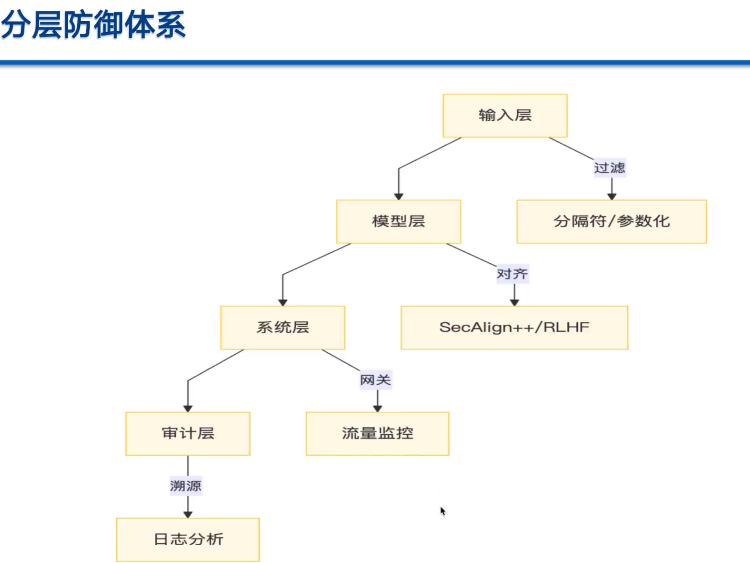 分层防御体系
输入层
过滤
模型层
分隔符/参数化
对齐
系统层
SecAlign++/RLHF
网关
审计层
流量监控
溯源
日志分析